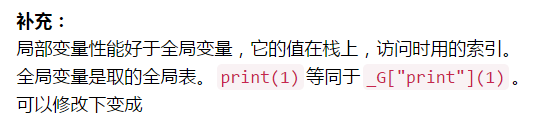 补充：
局部变量性能好于全局变量，它的值在栈上，访问时用的索引。
全局变量是取的全局表。print(1)等同于_G["print"](1)。
可以修改下变成